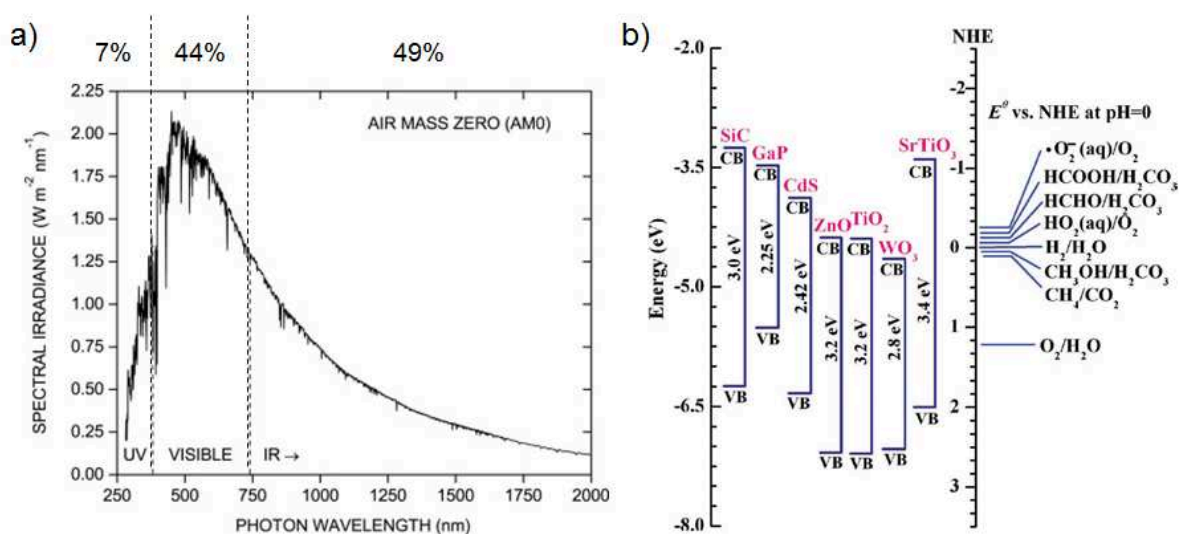 a)
7%
44%
49%
2.25
2.00
1.75
1.50
1.25
1.00
0.75
0.50
0.25
0.00
SPECTRAL IRRADIANCE (W m⁻² nm⁻¹)
AIR MASS ZERO (AM0)
UV
VISIBLE
IR →
250
500
750
1000
1250
1500
1750
2000
PHOTON WAVELENGTH (nm)
b)
-2.0
-3.5
-5.0
-6.5
-8.0
Energy (eV)
SiC
CB
3.0 eV
VB
GaP
CB
2.25 eV
VB
CdS
CB
2.42 eV
VB
ZnO
CB
3.2 eV
VB
TiO₂
CB
3.2 eV
VB
WO₃
CB
2.8 eV
VB
SrTiO₃
CB
3.4 eV
VB
NHE
-2
-1
0
1
2
3
E⁰ vs. NHE at pH=0
•O₂⁻(aq)/O₂
HCOOH/H₂CO₃
HCHO/H₂CO₃
HO₂(aq)/O₂
H₂/H₂O
CH₃OH/H₂CO₃
CH₄/CO₂
O₂/H₂O